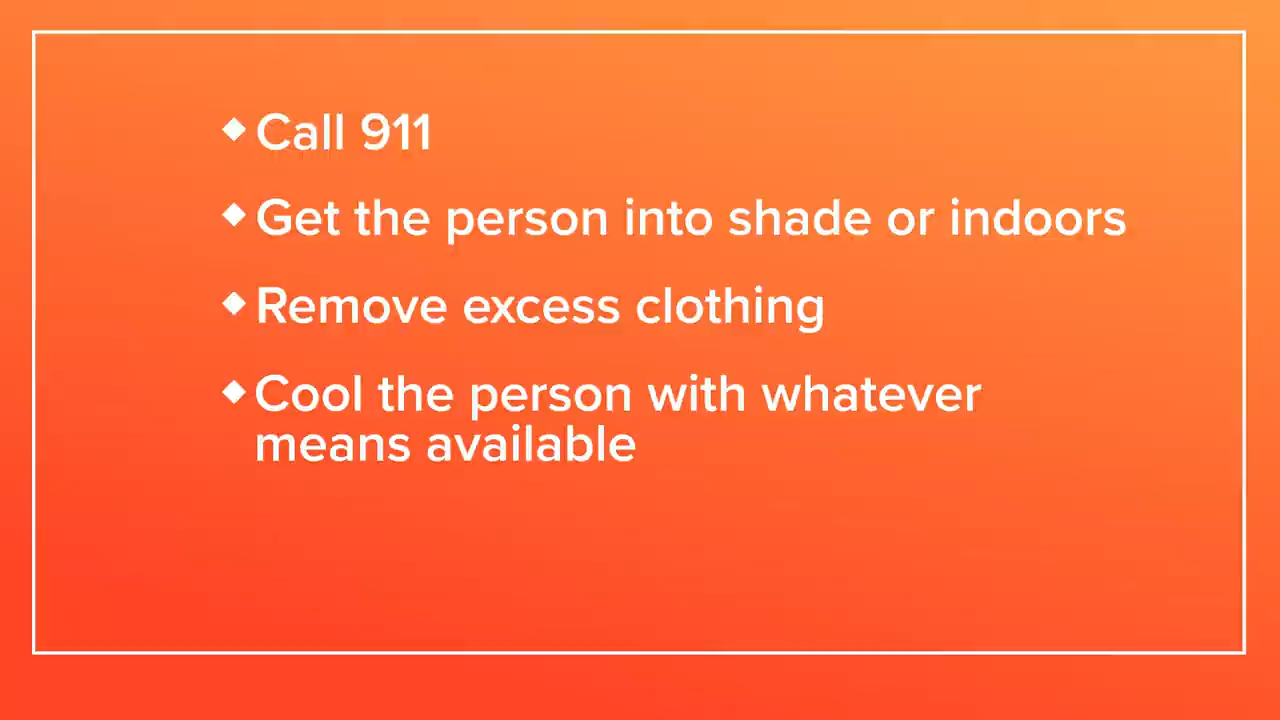 ◆ Call 911
◆ Get the person into shade or indoors
◆ Remove excess clothing
◆ Cool the person with whatever
means available